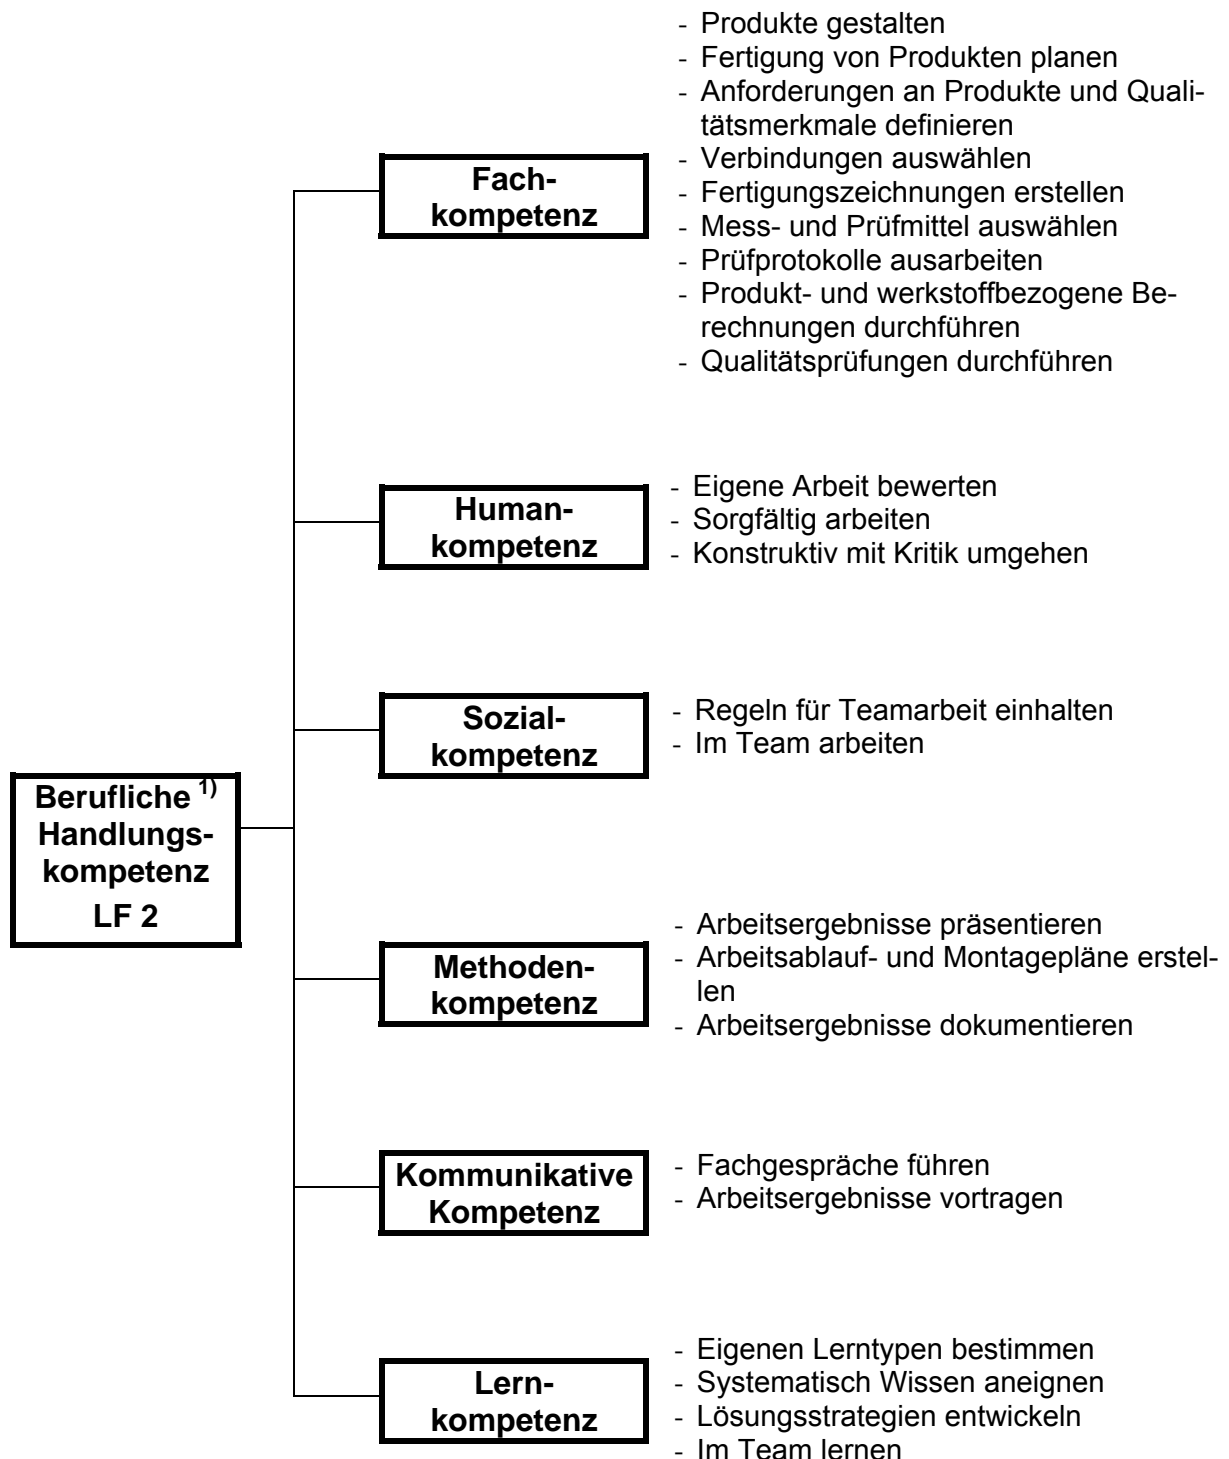 - Produkte gestalten
- Fertigung von Produkten planen
- Anforderungen an Produkte und Quali-
tätsmerkmale definieren
- Verbindungen auswählen
- Fertigungszeichnungen erstellen
- Mess- und Prüfmittel auswählen
- Prüfprotokolle ausarbeiten
- Produkt- und werkstoffbezogene Be-
rechnungen durchführen
- Qualitätsprüfungen durchführen
Fach-
kompetenz
Human-
kompetenz
- Eigene Arbeit bewerten
- Sorgfältig arbeiten
- Konstruktiv mit Kritik umgehen
Sozial-
kompetenz
- Regeln für Teamarbeit einhalten
- Im Team arbeiten
Berufliche 1)
Handlungs-
kompetenz
LF 2
Methoden-
kompetenz
- Arbeitsergebnisse präsentieren
- Arbeitsablauf- und Montagepläne erstel-
len
- Arbeitsergebnisse dokumentieren
Kommunikative
Kompetenz
- Fachgespräche führen
- Arbeitsergebnisse vortragen
Lern-
kompetenz
- Eigenen Lerntypen bestimmen
- Systematisch Wissen aneignen
- Lösungsstrategien entwickeln
- Im Team lernen